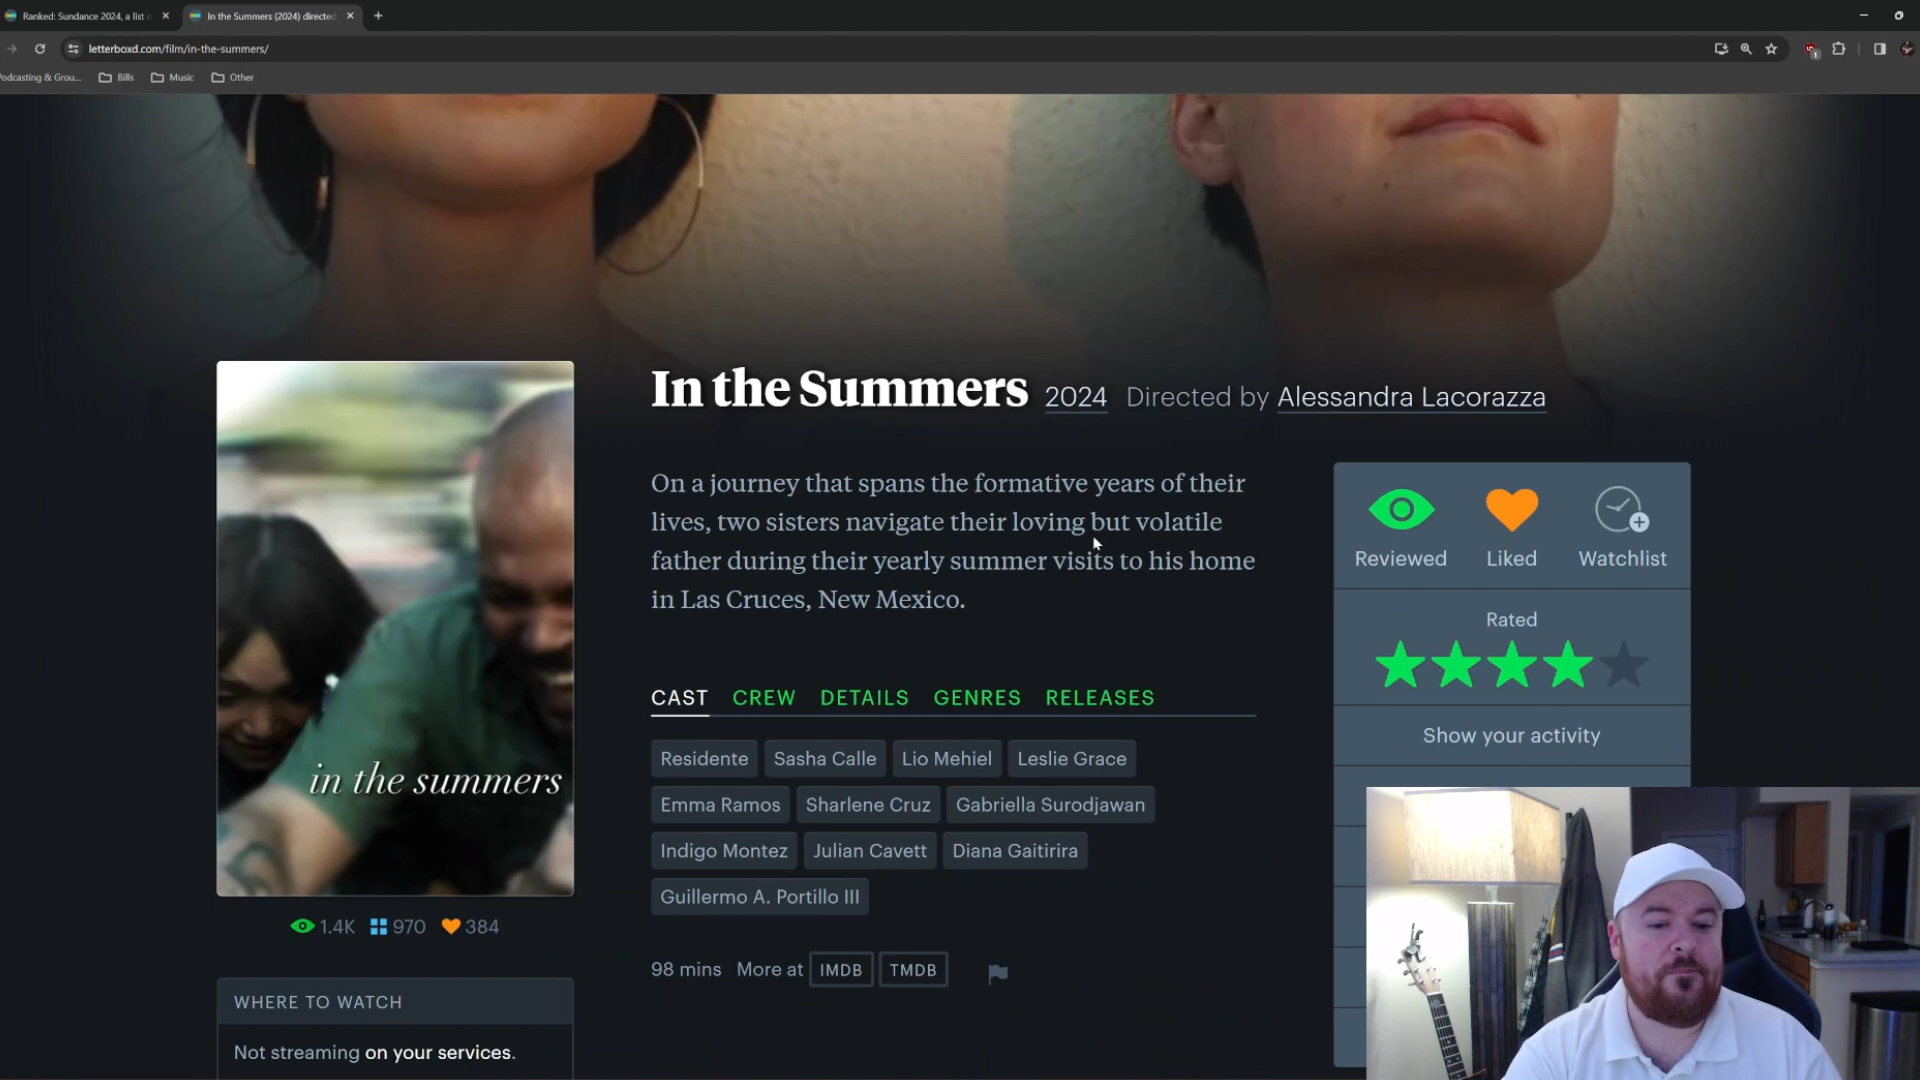 Ranked: Sundance 2024, a list
In the Summers (2024) directed
letterboxd.com/film/in-the-summers/
odcasting & Grou... Bills Music Other
In the Summers 2024 Directed by Alessandra Lacorazza
On a journey that spans the formative years of their
lives, two sisters navigate their loving but volatile
father during their yearly summer visits to his home
in Las Cruces, New Mexico.
Reviewed Liked Watchlist
Rated
Show your activity
CAST CREW DETAILS GENRES RELEASES
Residente Sasha Calle Lio Mehiel Leslie Grace
Emma Ramos Sharlene Cruz Gabriella Surodjawan
Indigo Montez Julian Cavett Diana Gaitirira
Guillermo A. Portillo III
98 mins More at IMDB TMDB
in the summers
1.4K 970 384
WHERE TO WATCH
Not streaming on your services.